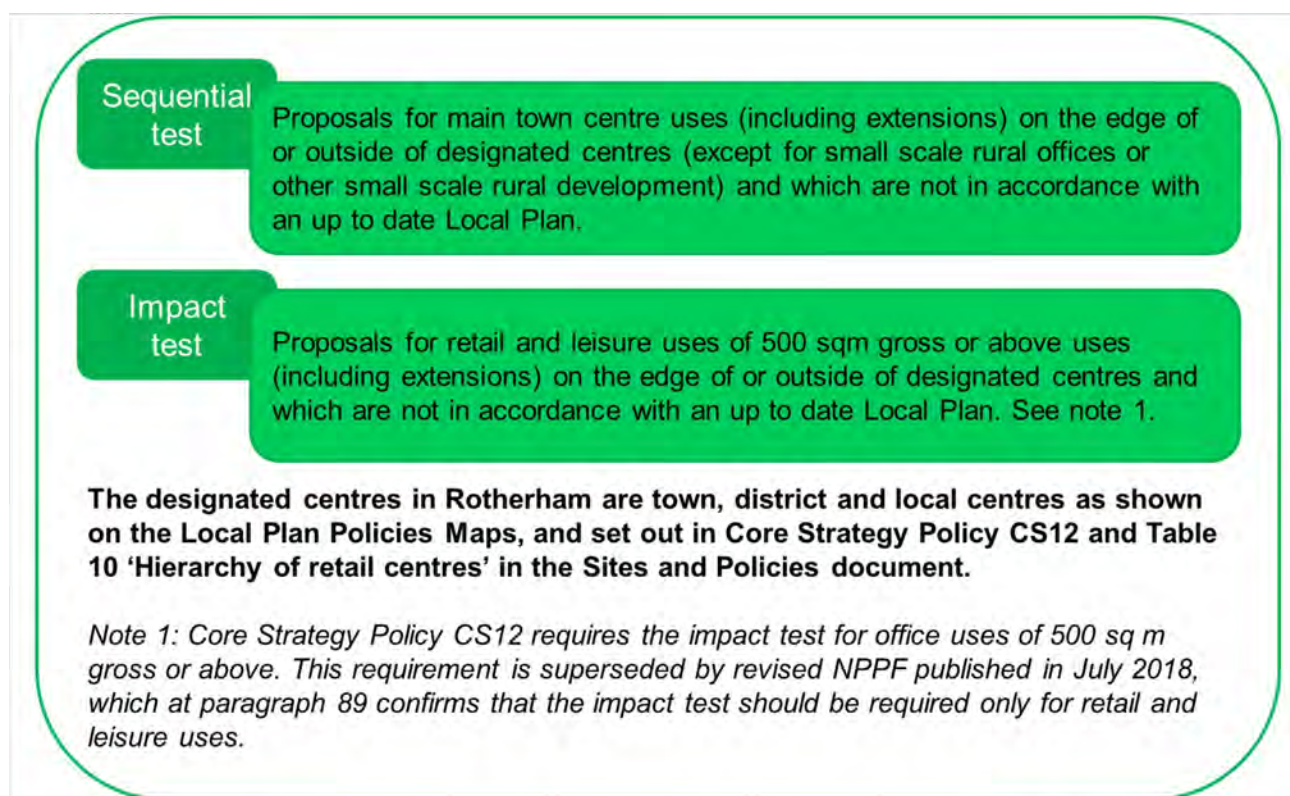 Sequential
test
Proposals for main town centre uses (including extensions) on the edge of
or outside of designated centres (except for small scale rural offices or
other small scale rural development) and which are not in accordance with
an up to date Local Plan.
Impact
test
Proposals for retail and leisure uses of 500 sqm gross or above uses
(including extensions) on the edge of or outside of designated centres and
which are not in accordance with an up to date Local Plan. See note 1.
The designated centres in Rotherham are town, district and local centres as shown
on the Local Plan Policies Maps, and set out in Core Strategy Policy CS12 and Table
10 ‘Hierarchy of retail centres’ in the Sites and Policies document.
Note 1: Core Strategy Policy CS12 requires the impact test for office uses of 500 sq m
gross or above. This requirement is superseded by revised NPPF published in July 2018,
which at paragraph 89 confirms that the impact test should be required only for retail and
leisure uses.